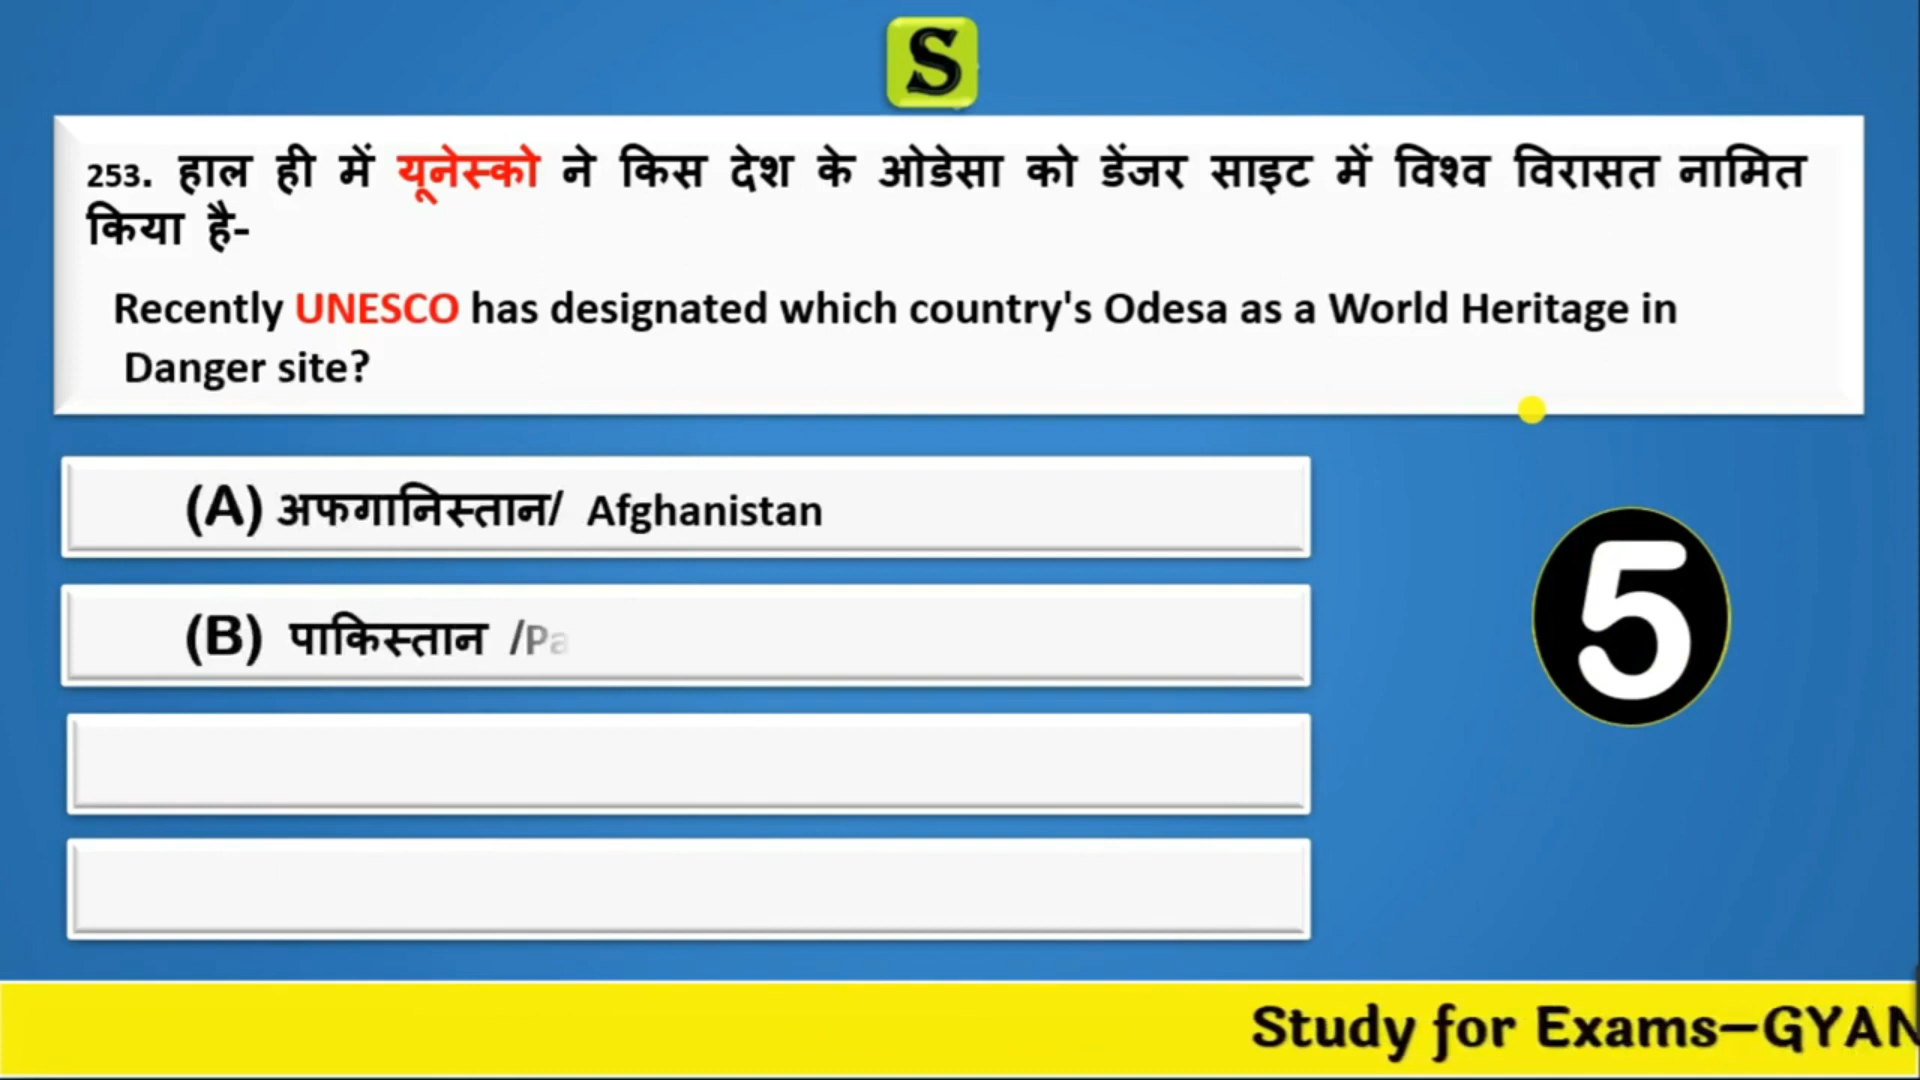 S
253. हाल ही में यूनेस्को ने किस देश के ओडेसा को डेंजर साइट में विश्व विरासत नामित
किया है-
Recently UNESCO has designated which country's Odesa as a World Heritage in
Danger site?
(A) अफगानिस्तान/ Afghanistan
(B) पाकिस्तान /Pa
5
Study for Exams–GYAN